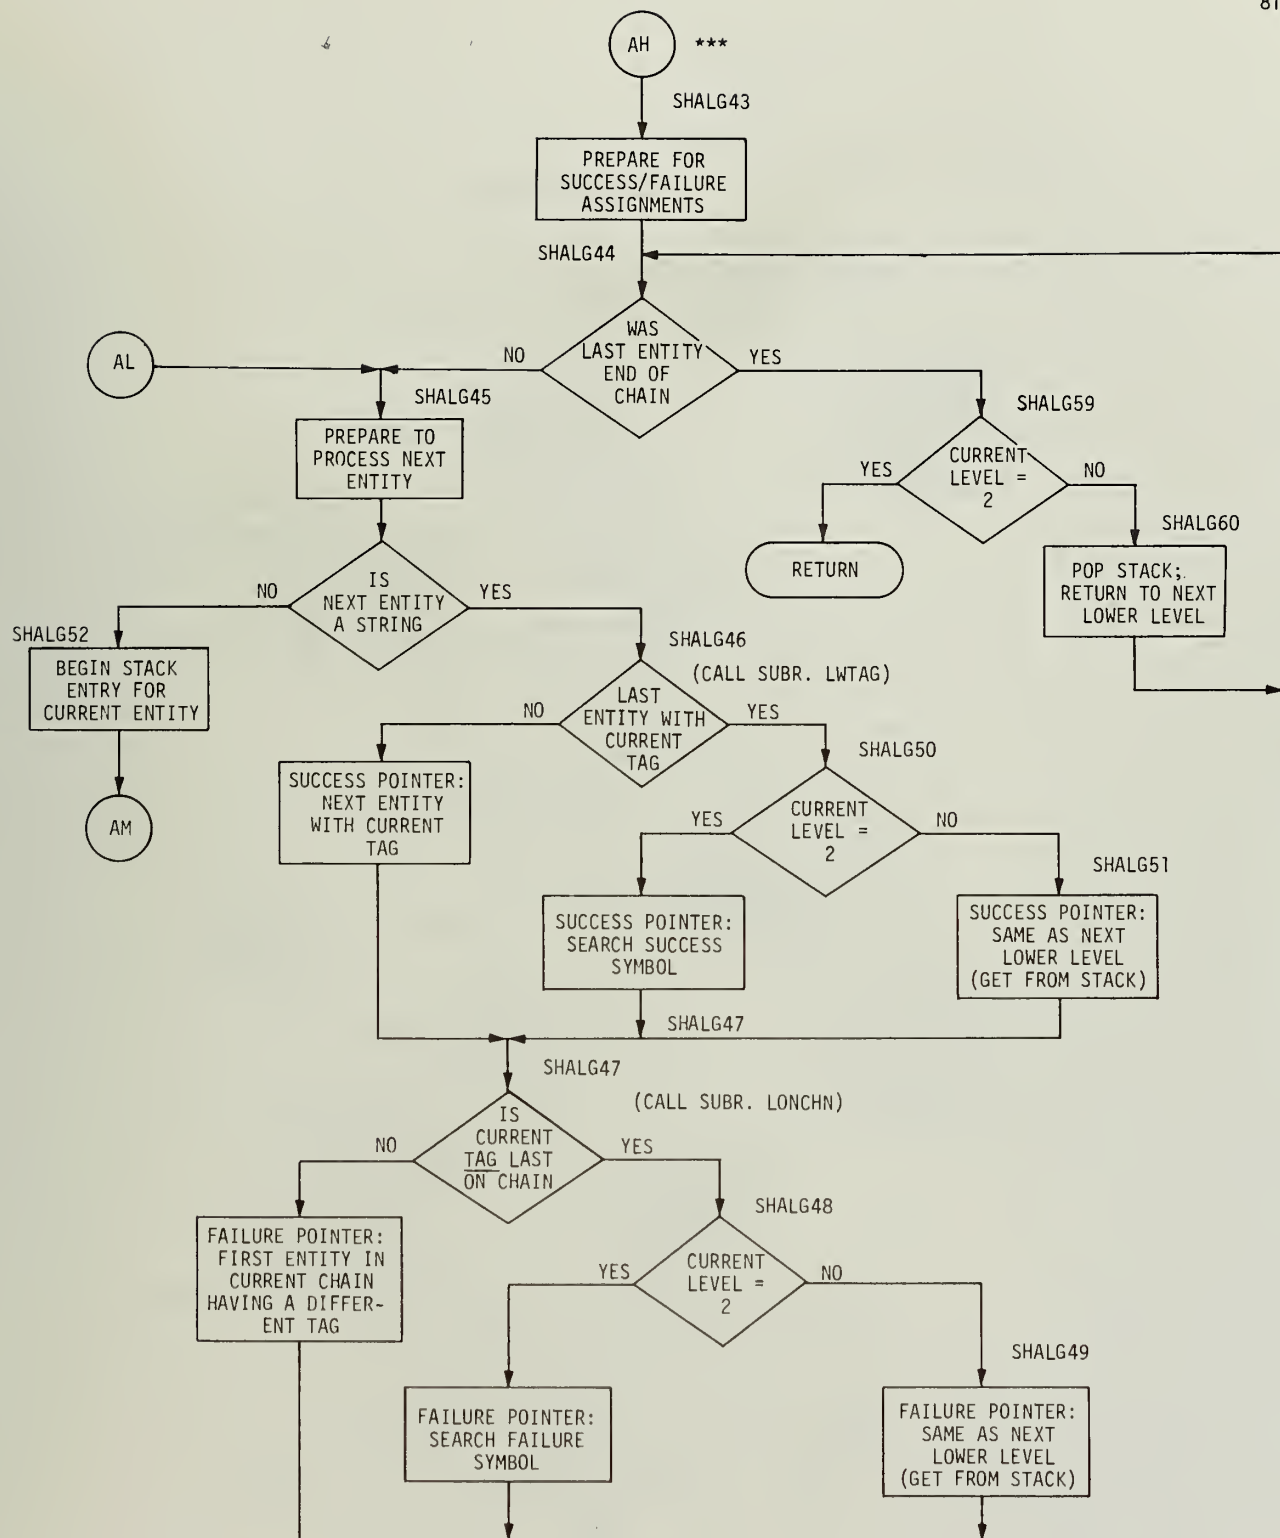 81
AH ***
SHALG43
PREPARE FOR
SUCCESS/FAILURE
ASSIGNMENTS
SHALG44
WAS
LAST ENTITY
END OF
CHAIN
NO
YES
AL
SHALG45
PREPARE TO
PROCESS NEXT
ENTITY
SHALG59
CURRENT
LEVEL =
2
YES
NO
RETURN
SHALG60
POP STACK;
RETURN TO NEXT
LOWER LEVEL
IS
NEXT ENTITY
A STRING
NO
YES
SHALG52
BEGIN STACK
ENTRY FOR
CURRENT ENTITY
AM
SHALG46
(CALL SUBR. LWTAG)
LAST
ENTITY WITH
CURRENT
TAG
NO
YES
SUCCESS POINTER:
NEXT ENTITY
WITH CURRENT
TAG
SHALG50
CURRENT
LEVEL =
2
YES
NO
SUCCESS POINTER:
SEARCH SUCCESS
SYMBOL
SHALG51
SUCCESS POINTER:
SAME AS NEXT
LOWER LEVEL
(GET FROM STACK)
SHALG47
SHALG47
(CALL SUBR. LONCHN)
IS
CURRENT
TAG LAST
ON CHAIN
NO
YES
FAILURE POINTER:
FIRST ENTITY IN
CURRENT CHAIN
HAVING A DIFFER-
ENT TAG
SHALG48
CURRENT
LEVEL =
2
YES
NO
FAILURE POINTER:
SEARCH FAILURE
SYMBOL
SHALG49
FAILURE POINTER:
SAME AS NEXT
LOWER LEVEL
(GET FROM STACK)